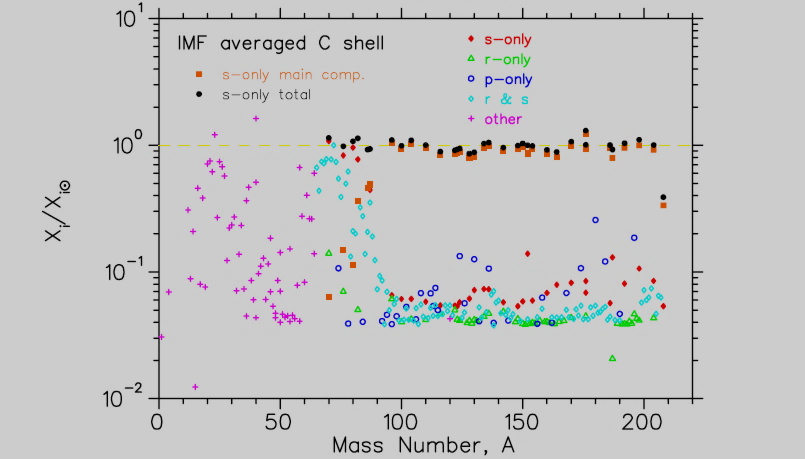 10¹
IMF averaged C shell
s-only main comp.
s-only total
s-only
r-only
p-only
r & s
other
10⁰
10⁻¹
10⁻²
Xᵢ/Xᵢ⊙
0 50 100 150 200
Mass Number, A